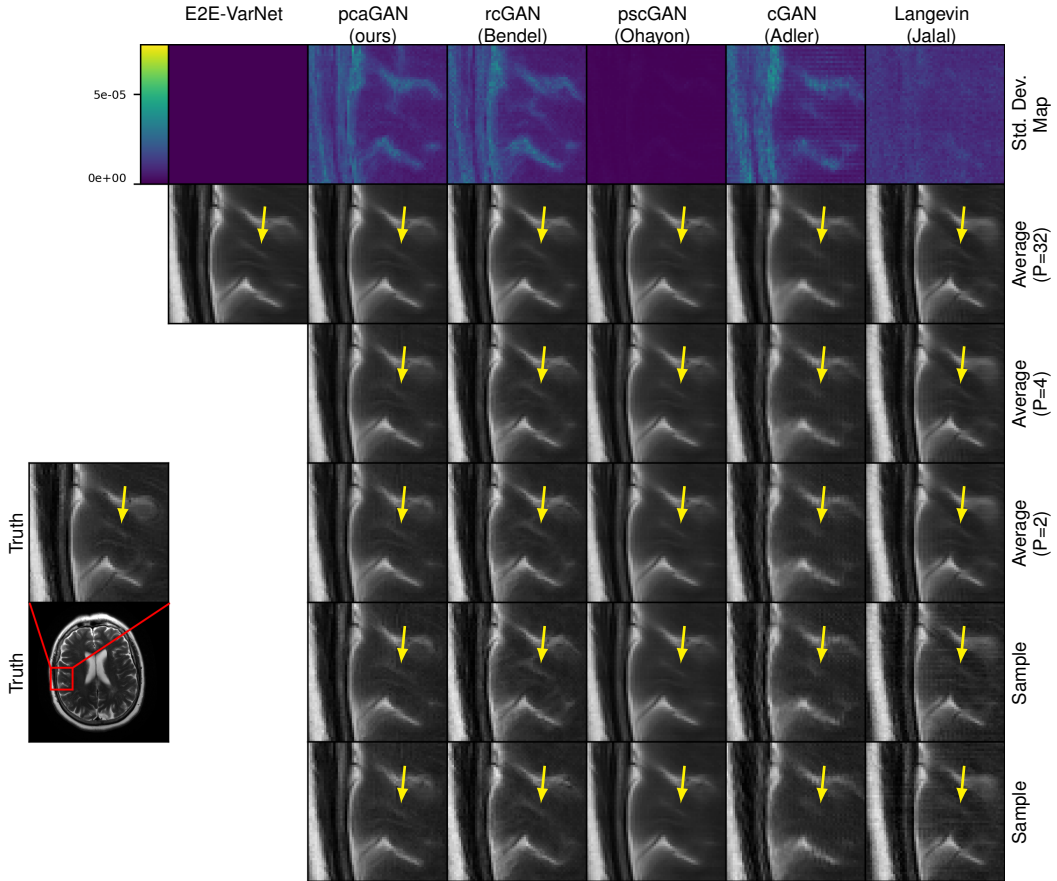 E2E-VarNet
pcaGAN
(ours)
rcGAN
(Bendel)
pscGAN
(Ohayon)
cGAN
(Adler)
Langevin
(Jalal)
5e-05
0e+00
Std. Dev.
Map
Average
(P=32)
Average
(P=4)
Truth
Average
(P=2)
Truth
Sample
Sample